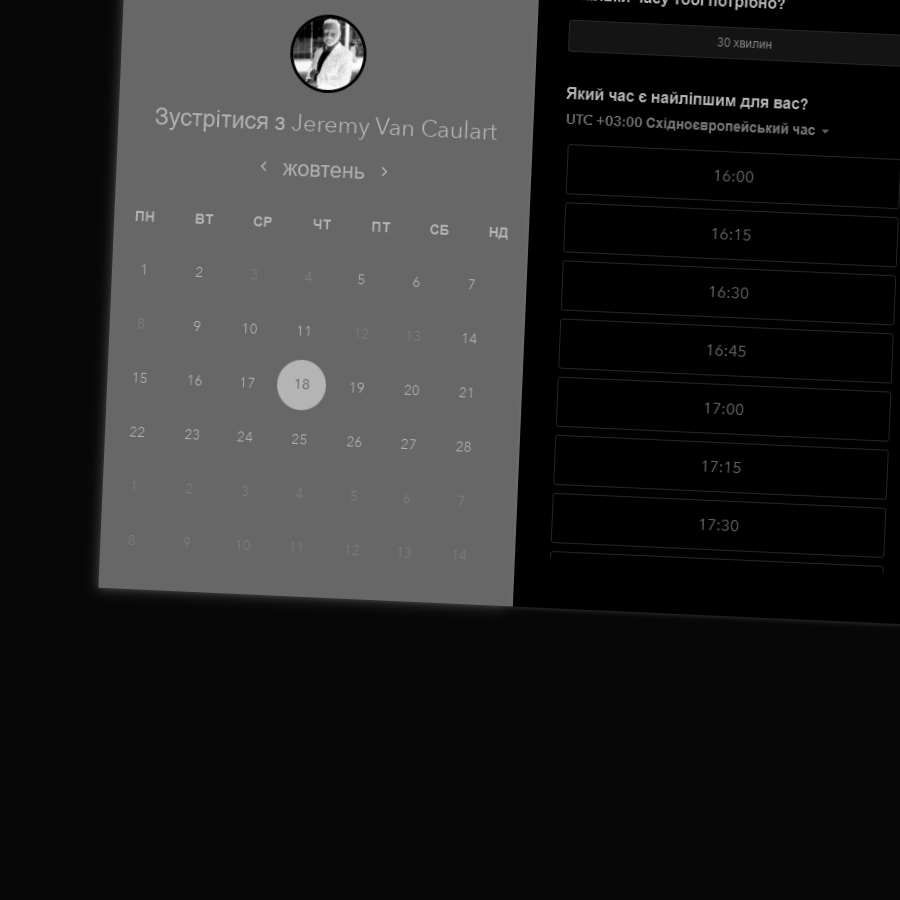 Зустрітися з Jeremy Van Caulart
жовтень
ПН ВТ СР ЧТ ПТ СБ НД
1 2 3 4 5 6 7
8 9 10 11 12 13 14
15 16 17 18 19 20 21
22 23 24 25 26 27 28
1 2 3 4 5 6 7
8 9 10 11 12 13 14
часу тобі потрібно?
30 хвилин
Який час є найліпшим для вас?
UTC +03:00 Східноєвропейський час
16:00
16:15
16:30
16:45
17:00
17:15
17:30